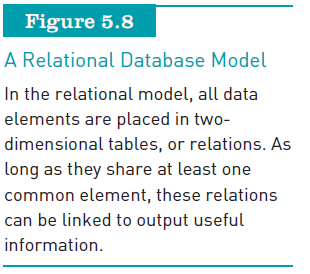 Figure 5.8
A Relational Database Model
In the relational model, all data
elements are placed in two-
dimensional tables, or relations. As
long as they share at least one
common element, these relations
can be linked to output useful
information.